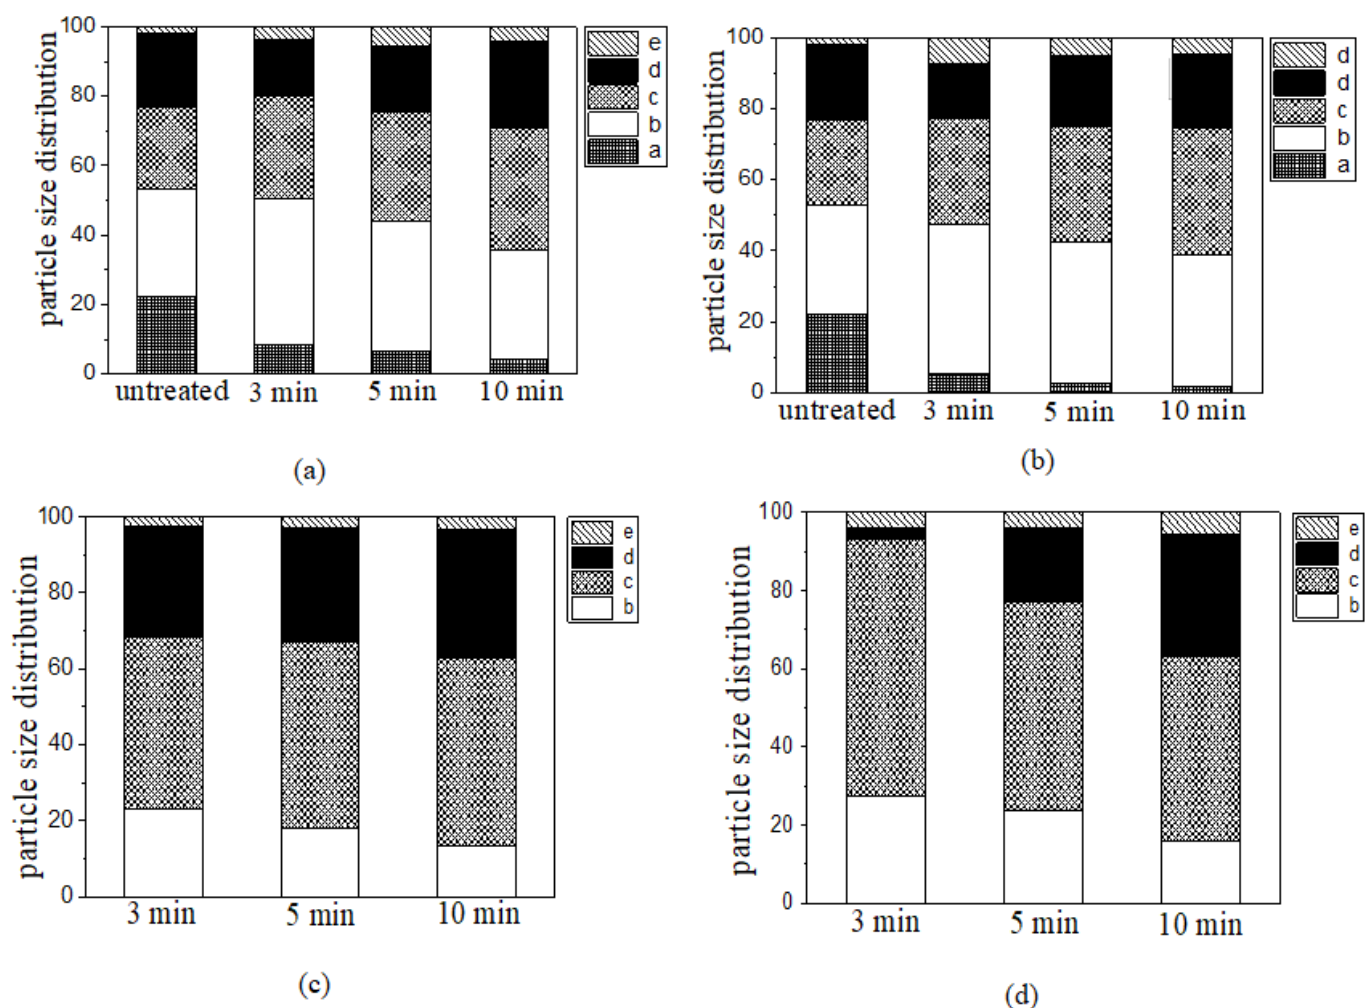 particle size distribution
100
80
60
40
20
0
untreated 3 min 5 min 10 min
e
d
c
b
a
(a)
particle size distribution
100
80
60
40
20
0
untreated 3 min 5 min 10 min
d
d
c
b
a
(b)
particle size distribution
100
80
60
40
20
0
3 min 5 min 10 min
e
d
c
b
(c)
particle size distribution
100
80
60
40
20
0
3 min 5 min 10 min
e
d
c
b
(d)